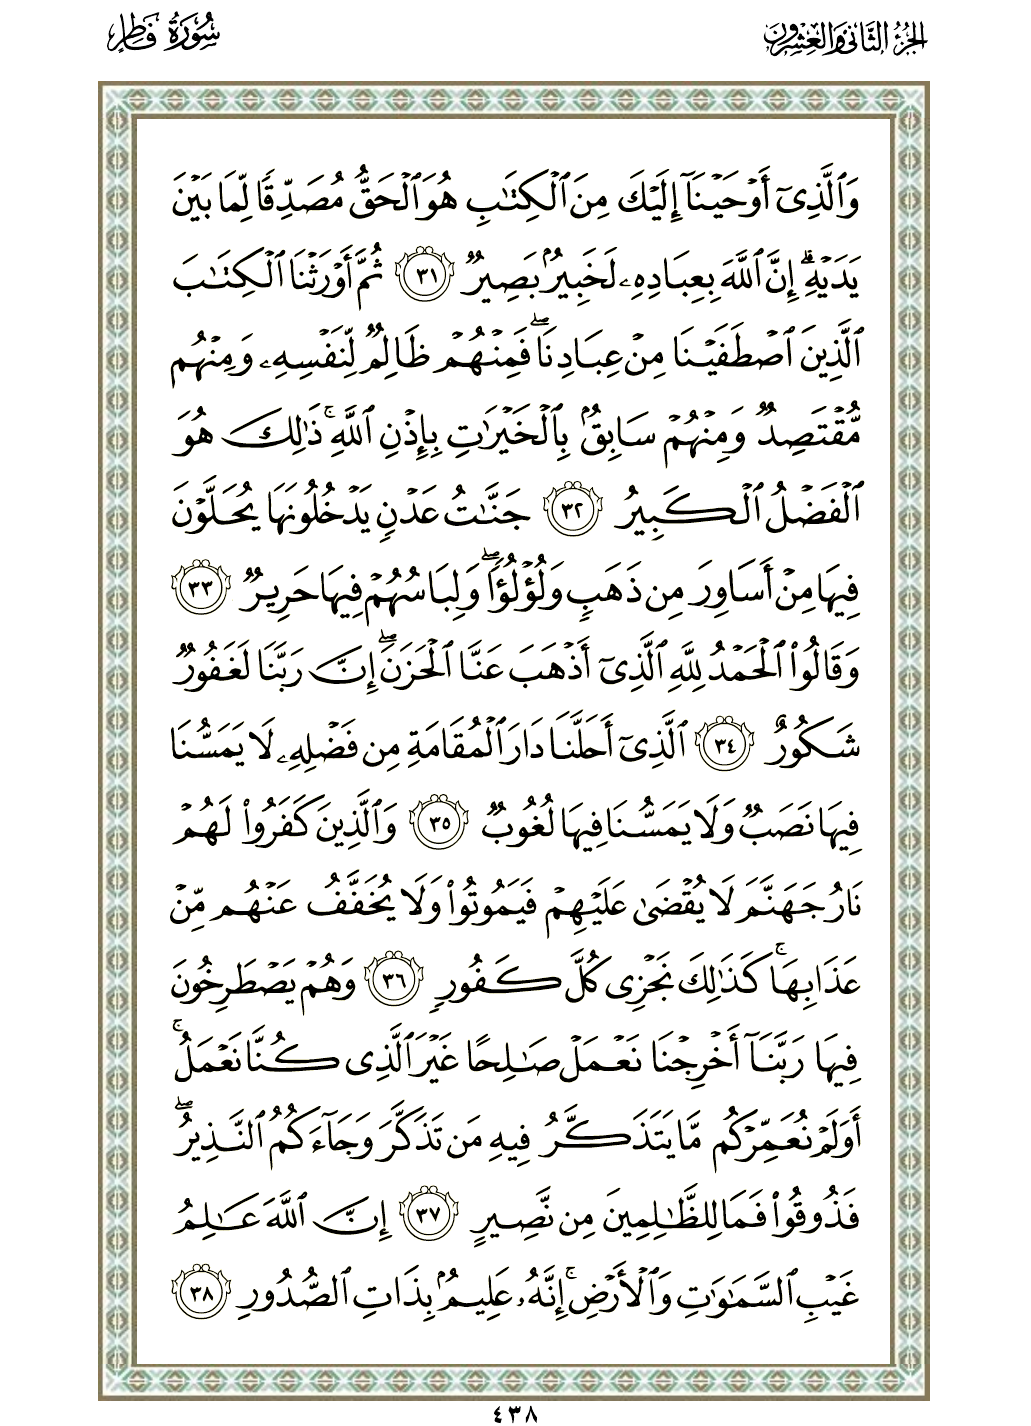 الجزء الثاني والعشرون
سورة فاطر
وَٱلَّذِىٓ أَوْحَيْنَآ إِلَيْكَ مِنَ ٱلْكِتَـٰبِ هُوَ ٱلْحَقُّ مُصَدِّقًا لِّمَا بَيْنَ
يَدَيْهِ ۗ إِنَّ ٱللَّهَ بِعِبَادِهِۦ لَخَبِيرٌۢ بَصِيرٌ ٣١ ثُمَّ أَوْرَثْنَا ٱلْكِتَـٰبَ
ٱلَّذِينَ ٱصْطَفَيْنَا مِنْ عِبَادِنَا ۖ فَمِنْهُمْ ظَالِمٌ لِّنَفْسِهِۦ وَمِنْهُم
مُّقْتَصِدٌ وَمِنْهُمْ سَابِقٌۢ بِٱلْخَيْرَٰتِ بِإِذْنِ ٱللَّهِ ۚ ذَٰلِكَ هُوَ
ٱلْفَضْلُ ٱلْكَبِيرُ ٣٢ جَنَّـٰتُ عَدْنٍ يَدْخُلُونَهَا يُحَلَّوْنَ
فِيهَا مِنْ أَسَاوِرَ مِن ذَهَبٍ وَلُؤْلُؤًا ۖ وَلِبَاسُهُمْ فِيهَا حَرِيرٌ ٣٣
وَقَالُوا۟ ٱلْحَمْدُ لِلَّهِ ٱلَّذِىٓ أَذْهَبَ عَنَّا ٱلْحَزَنَ ۖ إِنَّ رَبَّنَا لَغَفُورٌ
شَكُورٌ ٣٤ ٱلَّذِىٓ أَحَلَّنَا دَارَ ٱلْمُقَامَةِ مِن فَضْلِهِۦ لَا يَمَسُّنَا
فِيهَا نَصَبٌ وَلَا يَمَسُّنَا فِيهَا لُغُوبٌ ٣٥ وَٱلَّذِينَ كَفَرُوا۟ لَهُمْ
نَارُ جَهَنَّمَ لَا يُقْضَىٰ عَلَيْهِمْ فَيَمُوتُوا۟ وَلَا يُخَفَّفُ عَنْهُم مِّنْ
عَذَابِهَا ۚ كَذَٰلِكَ نَجْزِى كُلَّ كَفُورٍ ٣٦ وَهُمْ يَصْطَرِخُونَ
فِيهَا رَبَّنَآ أَخْرِجْنَا نَعْمَلْ صَـٰلِحًا غَيْرَ ٱلَّذِى كُنَّا نَعْمَلُ ۚ
أَوَلَمْ نُعَمِّرْكُم مَّا يَتَذَكَّرُ فِيهِ مَن تَذَكَّرَ وَجَآءَكُمُ ٱلنَّذِيرُ ۖ
فَذُوقُوا۟ فَمَا لِلظَّـٰلِمِينَ مِن نَّصِيرٍ ٣٧ إِنَّ ٱللَّهَ عَـٰلِمُ
غَيْبِ ٱلسَّمَـٰوَٰتِ وَٱلْأَرْضِ ۚ إِنَّهُۥ عَلِيمٌۢ بِذَاتِ ٱلصُّدُورِ ٣٨
٤٣٨